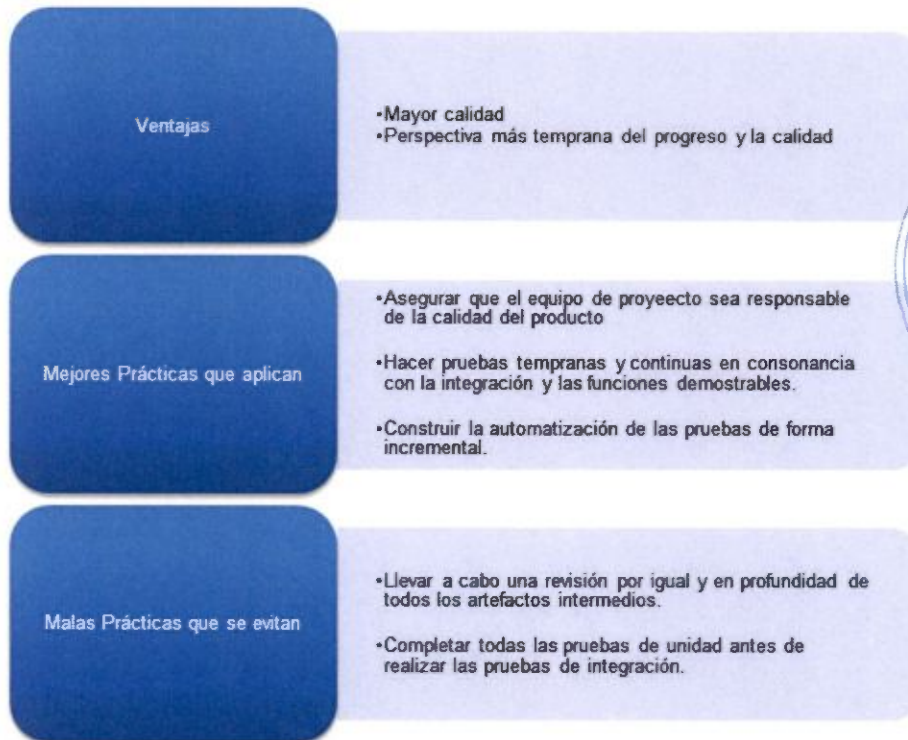 Ventajas
•Mayor calidad
•Perspectiva más temprana del progreso y la calidad
Mejores Prácticas que aplican
•Asegurar que el equipo de proyeecto sea responsable
de la calidad del producto
•Hacer pruebas tempranas y continuas en consonancia
con la integración y las funciones demostrables.
•Construir la automatización de las pruebas de forma
incremental.
Malas Prácticas que se evitan
•Llevar a cabo una revisión por igual y en profundidad de
todos los artefactos intermedios.
•Completar todas las pruebas de unidad antes de
realizar las pruebas de integración.